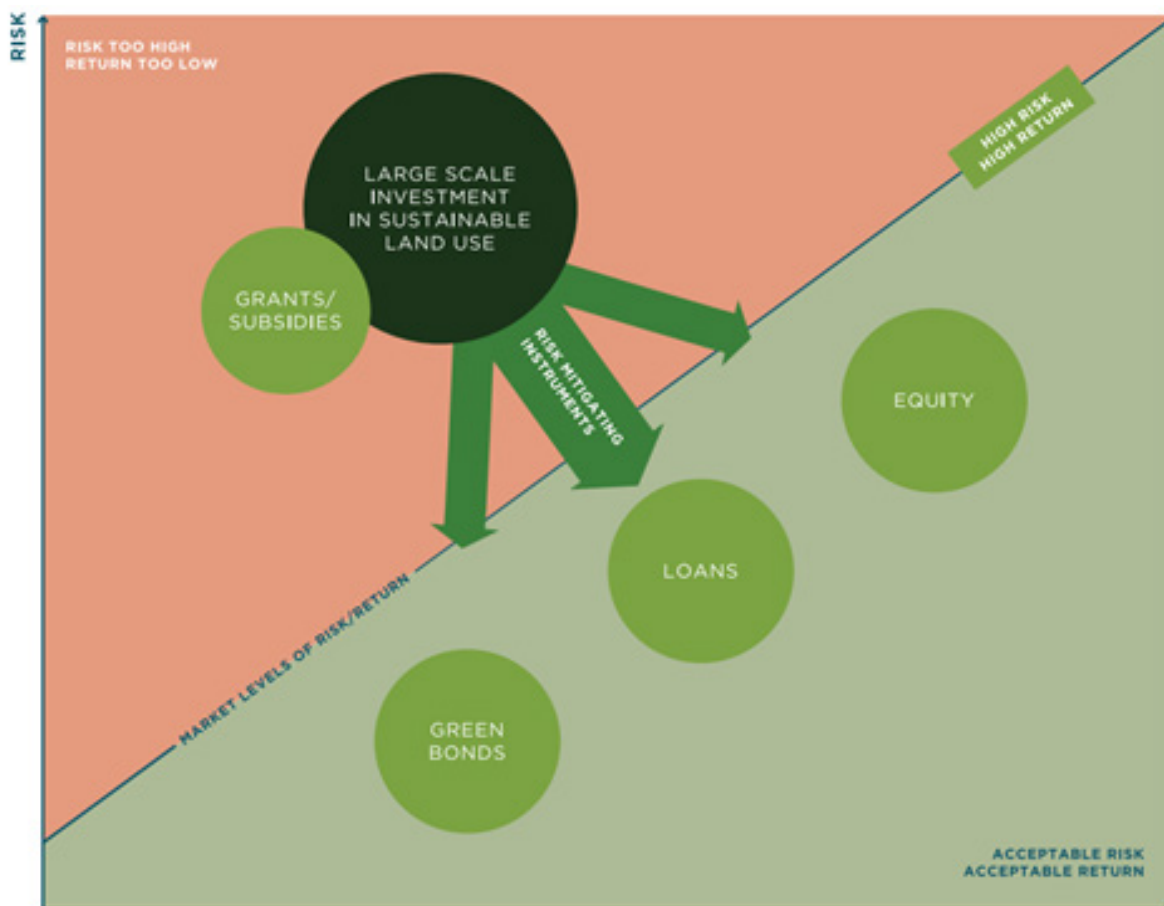 RISK
RISK TOO HIGH
RETURN TOO LOW
HIGH RISK
HIGH RETURN
LARGE SCALE
INVESTMENT
IN SUSTAINABLE
LAND USE
GRANTS/
SUBSIDIES
RISK MITIGATING
INSTRUMENTS
EQUITY
LOANS
MARKET LEVELS OF RISK/RETURN
GREEN
BONDS
ACCEPTABLE RISK
ACCEPTABLE RETURN